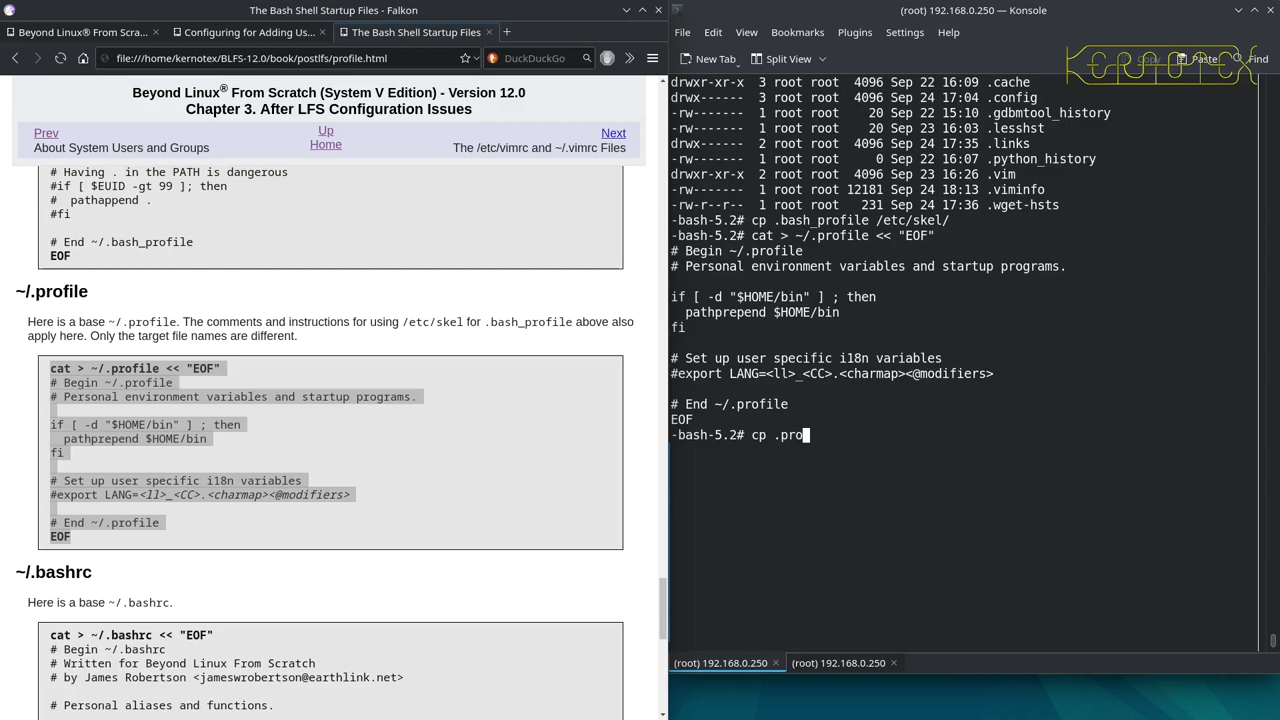 The Bash Shell Startup Files - Falkon
Beyond Linux® From Scra...
Configuring for Adding Us...
The Bash Shell Startup Files
file:///home/kernotex/BLFS-12.0/book/postlfs/profile.html
DuckDuckGo
Beyond Linux® From Scratch (System V Edition) - Version 12.0
Chapter 3. After LFS Configuration Issues
Prev
Up
Next
About System Users and Groups
Home
The /etc/vimrc and ~/.vimrc Files
# Having . in the PATH is dangerous
#if [ $EUID -gt 99 ]; then
#  pathappend .
#fi
# End ~/.bash_profile
EOF
~/.profile
Here is a base ~/.profile. The comments and instructions for using /etc/skel for .bash_profile above also
apply here. Only the target file names are different.
cat > ~/.profile << "EOF"
# Begin ~/.profile
# Personal environment variables and startup programs.
if [ -d "$HOME/bin" ] ; then
  pathprepend $HOME/bin
fi
# Set up user specific i18n variables
#export LANG=<ll>_<CC>.<charmap><@modifiers>
# End ~/.profile
EOF
~/.bashrc
Here is a base ~/.bashrc.
cat > ~/.bashrc << "EOF"
# Begin ~/.bashrc
# Written for Beyond Linux From Scratch
# by James Robertson <jameswrobertson@earthlink.net>
# Personal aliases and functions.
(root) 192.168.0.250 — Konsole
File Edit View Bookmarks Plugins Settings Help
New Tab Split View Copy Paste Find
Kernotex
drwxr-xr-x  3 root root  4096 Sep 22 16:09 .cache
drwx------  3 root root  4096 Sep 24 17:04 .config
-rw-------  1 root root    20 Sep 22 15:10 .gdbmtool_history
-rw-------  1 root root    20 Sep 23 16:03 .lesshst
drwx------  2 root root  4096 Sep 24 17:35 .links
-rw-------  1 root root     0 Sep 22 16:07 .python_history
drwxr-xr-x  2 root root  4096 Sep 23 16:26 .vim
-rw-------  1 root root 12181 Sep 24 18:13 .viminfo
-rw-r--r--  1 root root   231 Sep 24 17:36 .wget-hsts
-bash-5.2# cp .bash_profile /etc/skel/
-bash-5.2# cat > ~/.profile << "EOF"
# Begin ~/.profile
# Personal environment variables and startup programs.
if [ -d "$HOME/bin" ] ; then
  pathprepend $HOME/bin
fi
# Set up user specific i18n variables
#export LANG=<ll>_<CC>.<charmap><@modifiers>
# End ~/.profile
EOF
-bash-5.2# cp .pro
(root) 192.168.0.250
(root) 192.168.0.250